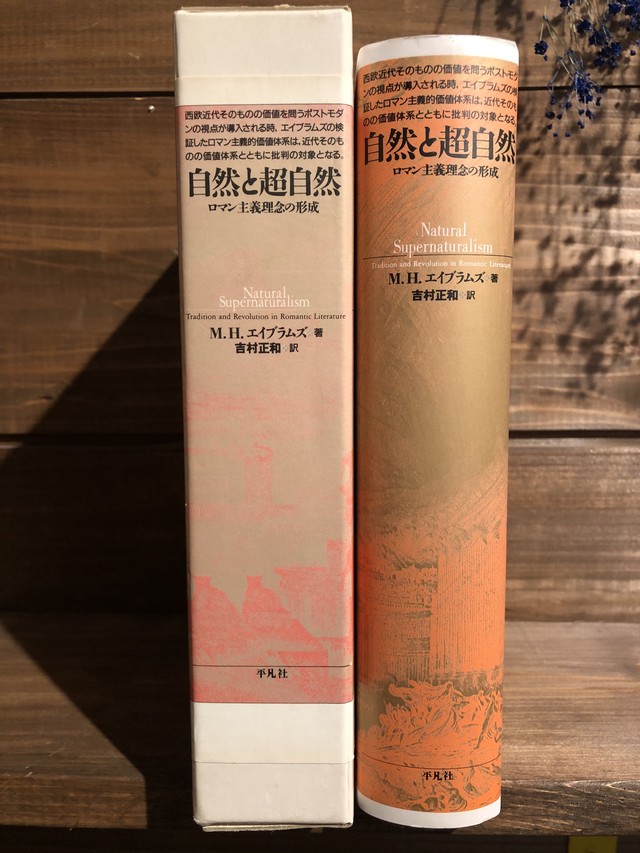 西欧近代そのものの価値を問うポストモダ
ンの視点が導入される時、エイブラムズの検
証したロマン主義的価値体系は、近代そのも
のの価値体系とともに批判の対象となる。
自然と超自然
ロマン主義理念の形成
Natural
Supernaturalism
Tradition and Revolution in Romantic Literature
M.H.エイブラムズ 著
吉村正和 訳
平凡社
西欧近代そのものの価値を問うポストモダ
ンの視点が導入される時、エイブラムズの検
証したロマン主義的価値体系は、近代そのも
のの価値体系とともに批判の対象となる。
自然と超自然
ロマン主義理念の形成
Natural
Supernaturalism
Tradition and Revolution in Romantic Literature
M.H.エイブラムズ 著
吉村正和 訳
平凡社